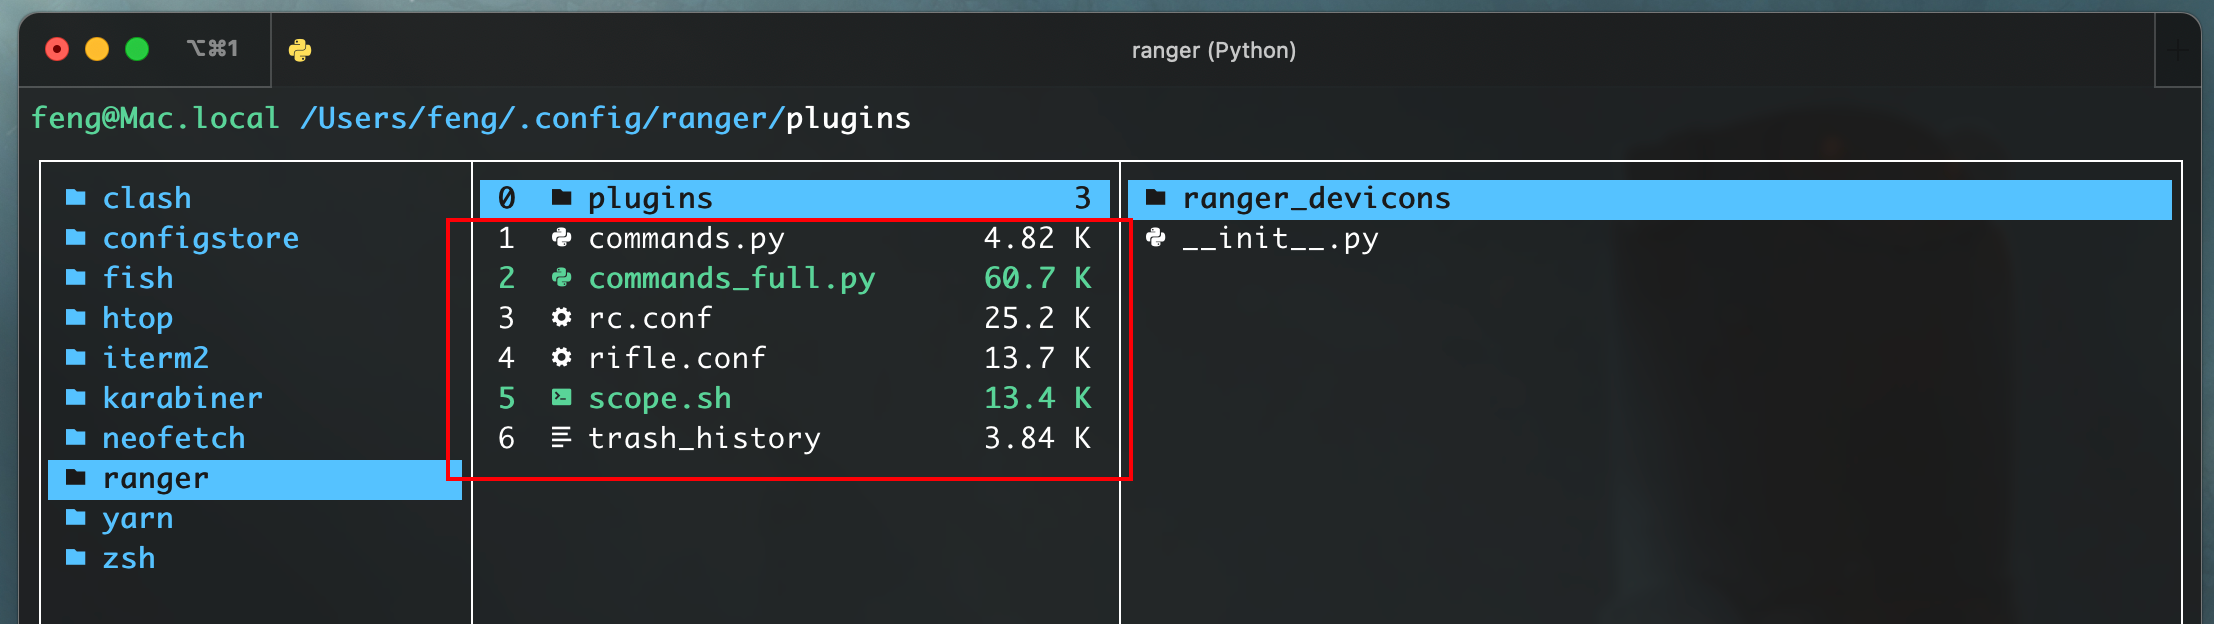 ⌥⌘1
ranger (Python)
feng@Mac.local /Users/feng/.config/ranger/plugins
clash
configstore
fish
htop
iterm2
karabiner
neofetch
ranger
yarn
zsh
0 plugins 3
1 commands.py 4.82 K
2 commands_full.py 60.7 K
3 rc.conf 25.2 K
4 rifle.conf 13.7 K
5 scope.sh 13.4 K
6 trash_history 3.84 K
ranger_devicons
__init__.py